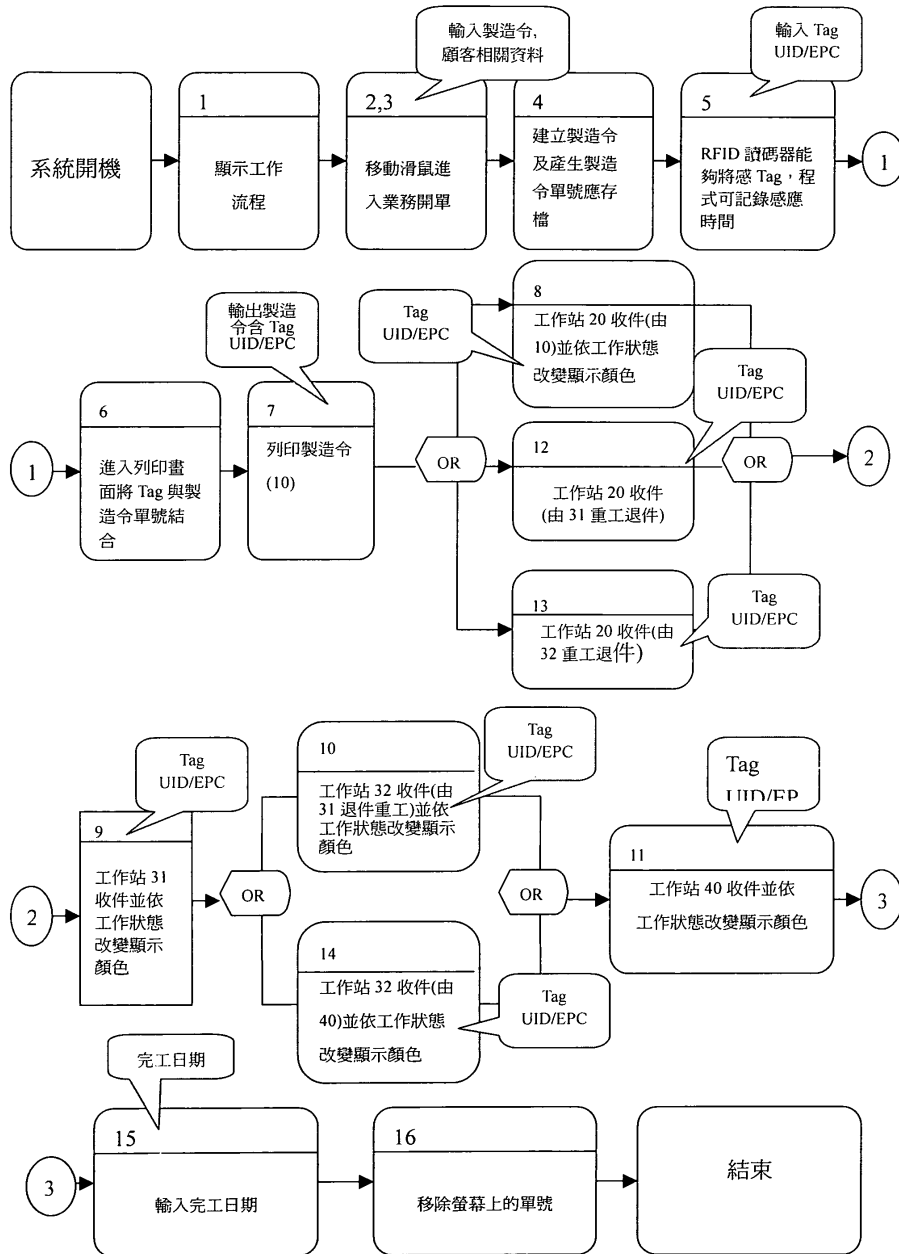 輸入製造令,
顧客相關資料
輸入 Tag
UID/EPC
系統開機
1
顯示工作
流程
2,3
移動滑鼠進
入業務開單
4
建立製造令
及產生製造
令單號應存
檔
5
RFID 讀碼器能
夠將感 Tag，程
式可記錄感應
時間
1
輸出製造
令含 Tag
UID/EPC
Tag
UID/EPC
1
6
進入列印畫
面將 Tag 與製
造令單號結
合
7
列印製造令
(10)
OR
8
工作站 20 收件(由
10)並依工作狀態
改變顯示顏色
Tag
UID/EPC
12
工作站 20 收件
(由 31 重工退件)
OR
2
13
工作站 20 收件(由
32 重工退件)
Tag
UID/EPC
Tag
UID/EPC
2
9
工作站 31
收件並依
工作狀態
改變顯示
顏色
OR
10
工作站 32 收件(由
31 退件重工)並依
工作狀態改變顯示
顏色
Tag
UID/EPC
14
工作站 32 收件(由
40)並依工作狀態
改變顯示顏色
Tag
UID/EPC
OR
Tag
UID/EP
11
工作站 40 收件並依
工作狀態改變顯示顏色
3
完工日期
3
15
輸入完工日期
16
移除螢幕上的單號
結束